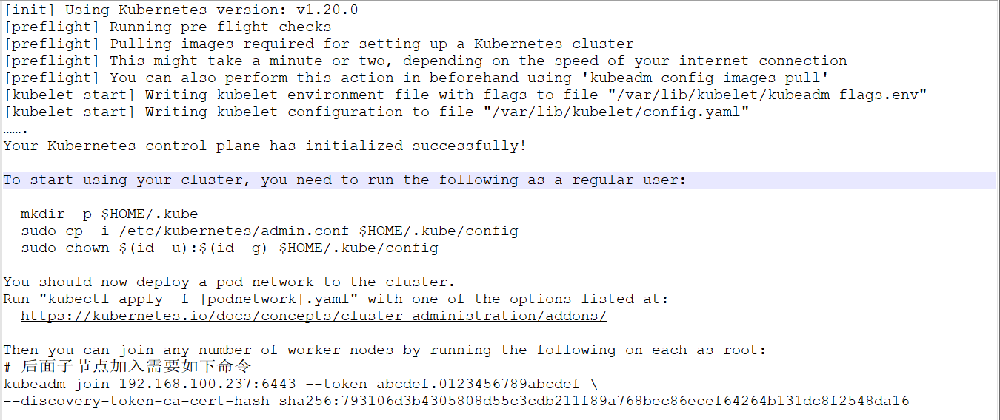 [init] Using Kubernetes version: v1.20.0
[preflight] Running pre-flight checks
[preflight] Pulling images required for setting up a Kubernetes cluster
[preflight] This might take a minute or two, depending on the speed of your internet connection
[preflight] You can also perform this action in beforehand using 'kubeadm config images pull'
[kubelet-start] Writing kubelet environment file with flags to file "/var/lib/kubelet/kubeadm-flags.env"
[kubelet-start] Writing kubelet configuration to file "/var/lib/kubelet/config.yaml"
…….
Your Kubernetes control-plane has initialized successfully!
To start using your cluster, you need to run the following as a regular user:
mkdir -p $HOME/.kube
sudo cp -i /etc/kubernetes/admin.conf $HOME/.kube/config
sudo chown $(id -u):$(id -g) $HOME/.kube/config
You should now deploy a pod network to the cluster.
Run "kubectl apply -f [podnetwork].yaml" with one of the options listed at:
https://kubernetes.io/docs/concepts/cluster-administration/addons/
Then you can join any number of worker nodes by running the following on each as root:
# 后面子节点加入需要如下命令
kubeadm join 192.168.100.237:6443 --token abcdef.0123456789abcdef \
--discovery-token-ca-cert-hash sha256:793106d3b4305808d55c3cdb211f89a768bec86ecef64264b131dc8f2548da16